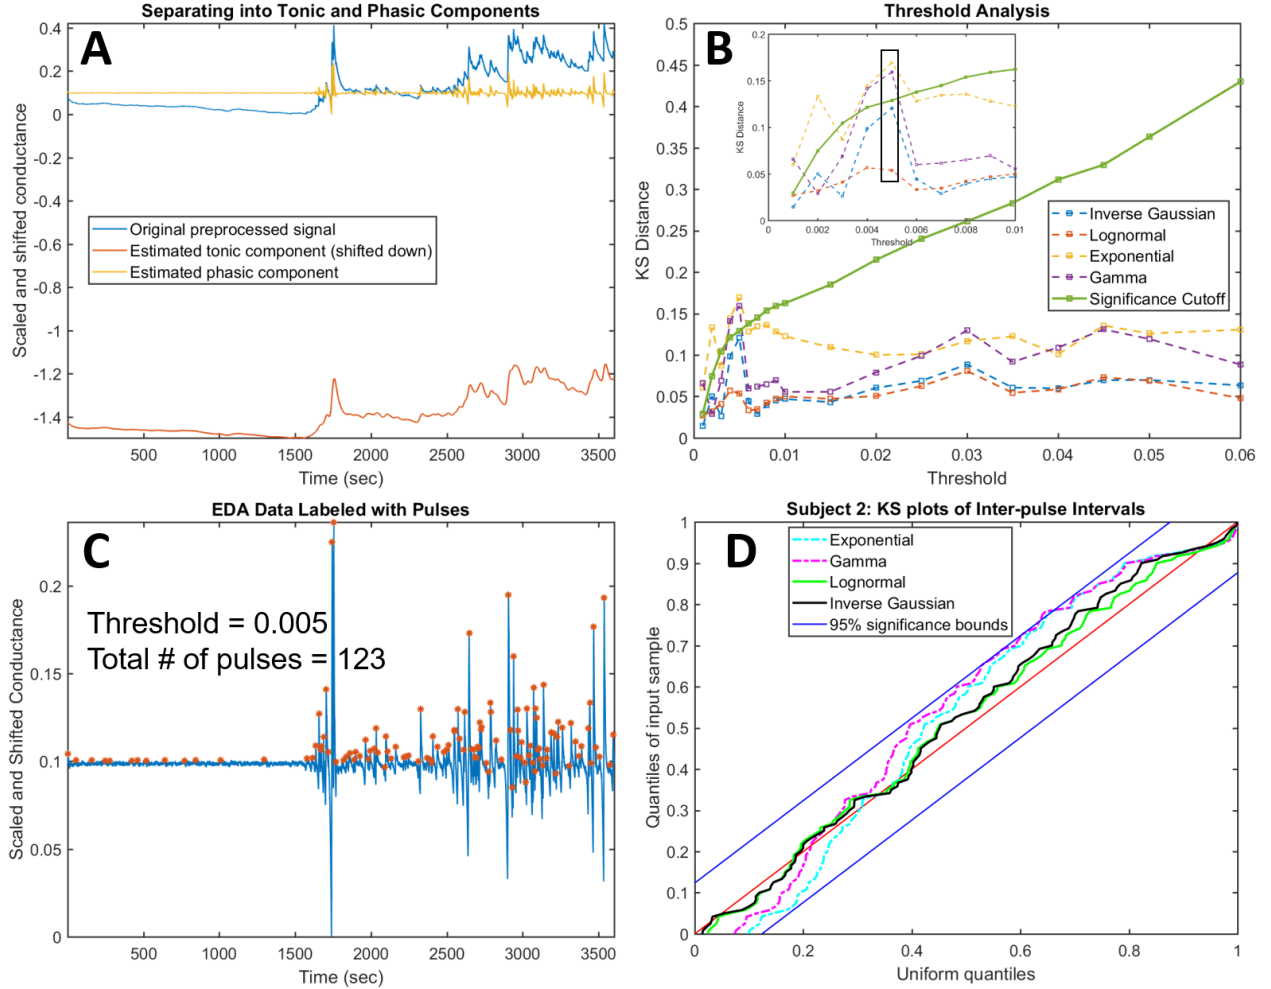 Separating into Tonic and Phasic Components
A
Scaled and shifted conductance
0.4
0.2
0
-0.2
-0.4
-0.6
-0.8
-1
-1.2
-1.4
Original preprocessed signal
Estimated tonic component (shifted down)
Estimated phasic component
500 1000 1500 2000 2500 3000 3500
Time (sec)
Threshold Analysis
B
KS Distance
0.5
0.45
0.4
0.35
0.3
0.25
0.2
0.15
0.1
0.05
0
KS Distance
0.2
0.15
0.1
0.05
0
0 0.002 0.004 0.006 0.008 0.01
Threshold
Inverse Gaussian
Lognormal
Exponential
Gamma
Significance Cutoff
0 0.01 0.02 0.03 0.04 0.05 0.06
Threshold
EDA Data Labeled with Pulses
C
Scaled and Shifted Conductance
0.2
0.15
0.1
0.05
0
Threshold = 0.005
Total # of pulses = 123
500 1000 1500 2000 2500 3000 3500
Time (sec)
Subject 2: KS plots of Inter-pulse Intervals
D
Quantiles of input sample
1
0.9
0.8
0.7
0.6
0.5
0.4
0.3
0.2
0.1
0
Exponential
Gamma
Lognormal
Inverse Gaussian
95% significance bounds
0 0.2 0.4 0.6 0.8 1
Uniform quantiles